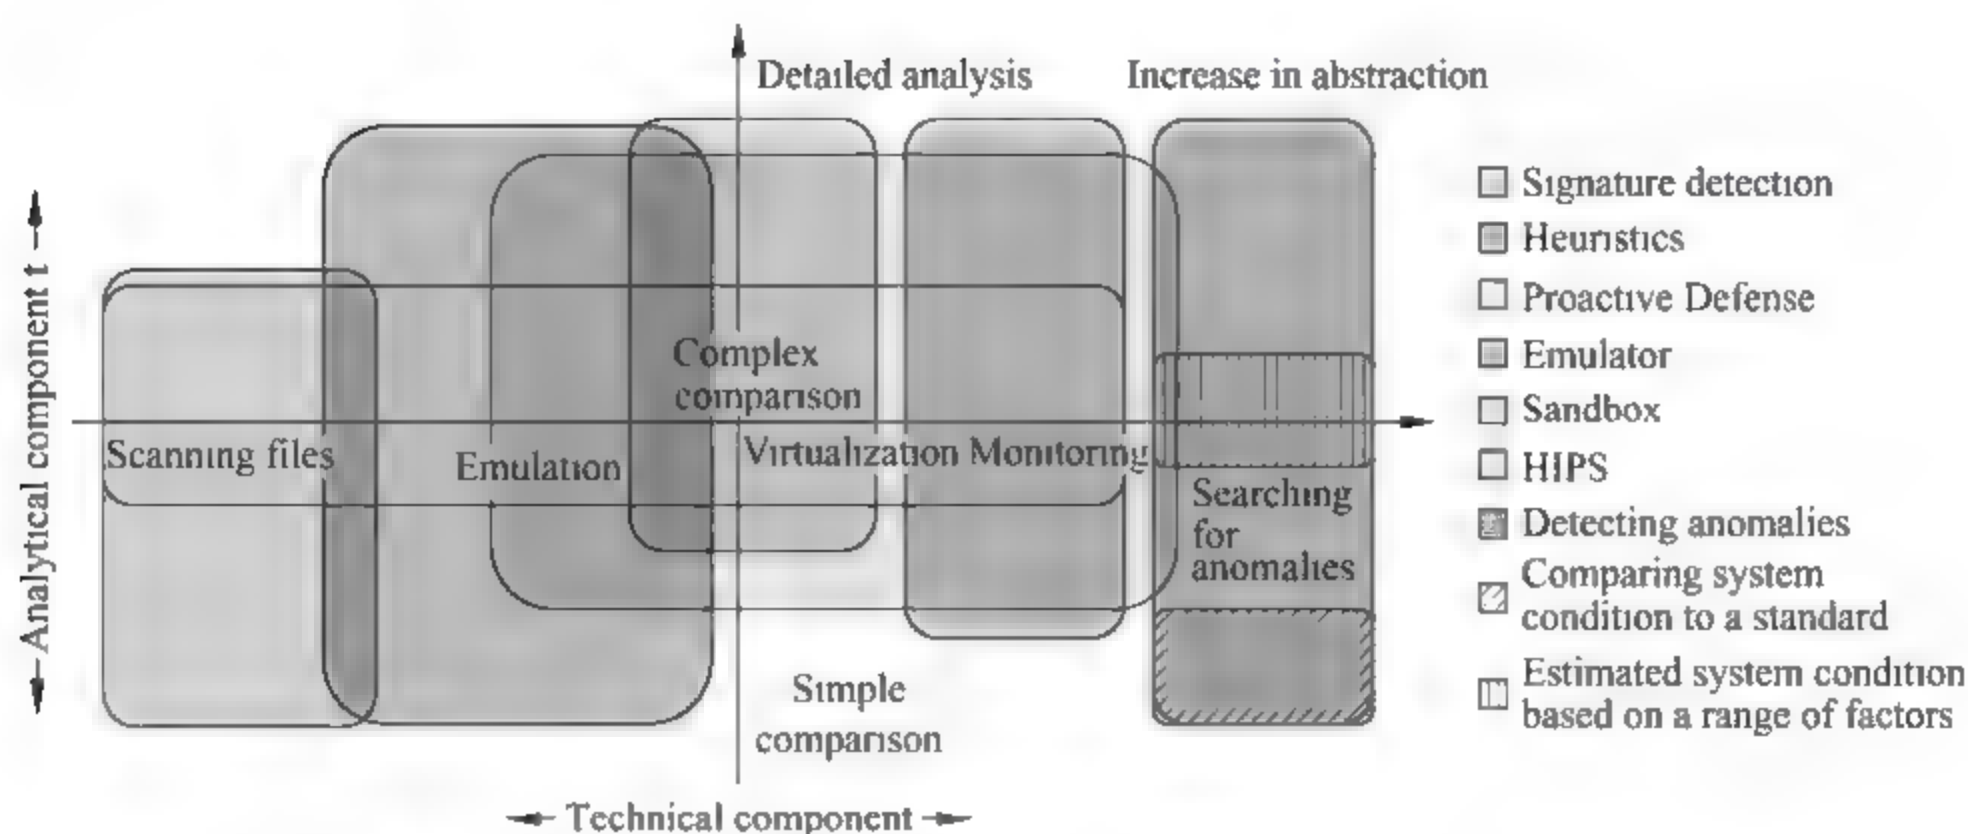 Detailed analysis
Increase in abstraction
Analytical component t
Complex
comparison
Scanning files
Emulation
Virtualization
Monitoring
Searching
for
anomalies
Simple
comparison
Technical component
Signature detection
Heuristics
Proactive Defense
Emulator
Sandbox
HIPS
Detecting anomalies
Comparing system
condition to a standard
Estimated system condition
based on a range of factors